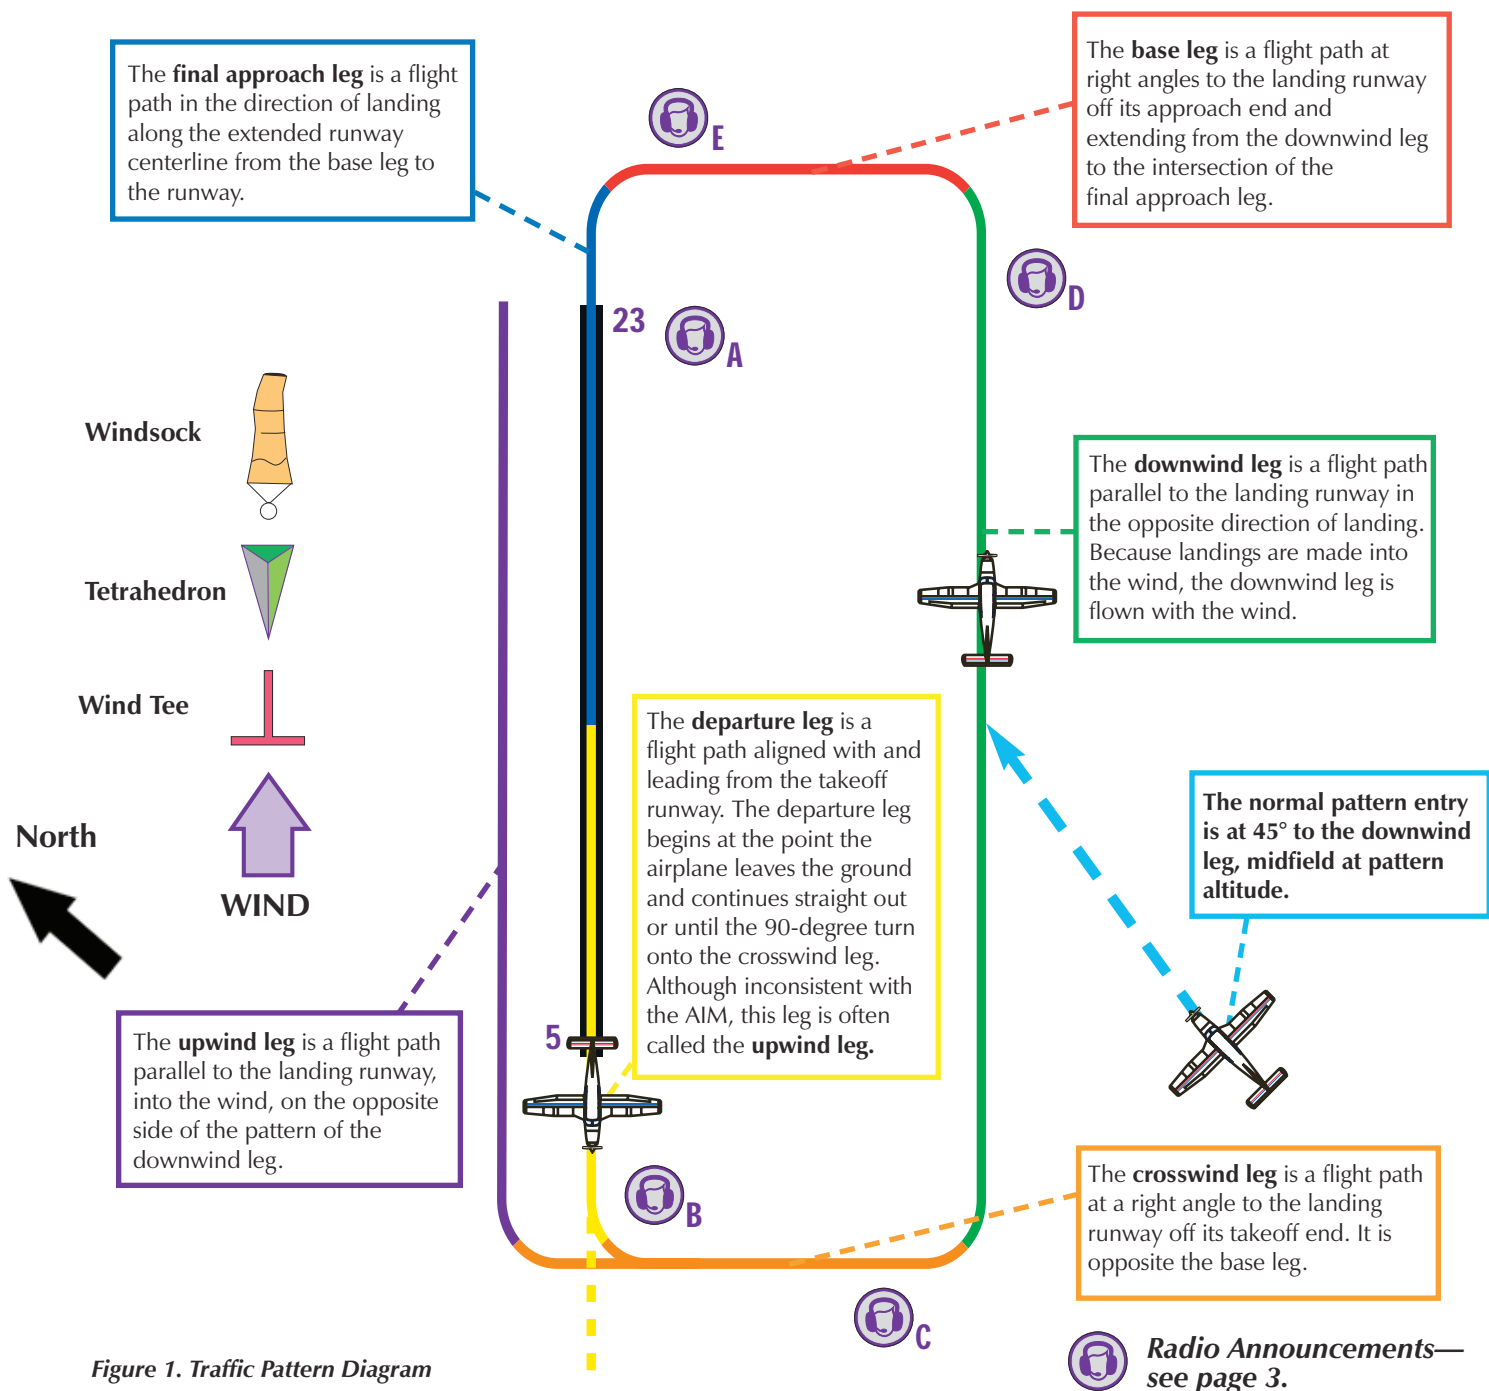 The final approach leg is a flight
path in the direction of landing
along the extended runway
centerline from the base leg to
the runway.
The base leg is a flight path at
right angles to the landing runway
off its approach end and
extending from the downwind leg
to the intersection of the
final approach leg.
E
D
23
A
Windsock
The downwind leg is a flight path
parallel to the landing runway in
the opposite direction of landing.
Because landings are made into
the wind, the downwind leg is
flown with the wind.
Tetrahedron
Wind Tee
The departure leg is a
flight path aligned with and
leading from the takeoff
runway. The departure leg
begins at the point the
airplane leaves the ground
and continues straight out
or until the 90-degree turn
onto the crosswind leg.
Although inconsistent with
the AIM, this leg is often
called the upwind leg.
The normal pattern entry
is at 45° to the downwind
leg, midfield at pattern
altitude.
North
WIND
5
The upwind leg is a flight path
parallel to the landing runway,
into the wind, on the opposite
side of the pattern of the
downwind leg.
B
The crosswind leg is a flight path
at a right angle to the landing
runway off its takeoff end. It is
opposite the base leg.
C
Figure 1. Traffic Pattern Diagram
Radio Announcements—
see page 3.